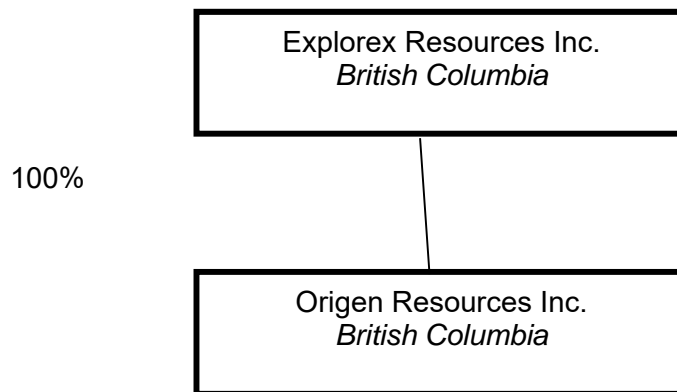 Explorex Resources Inc.
British Columbia
100%
Origen Resources Inc.
British Columbia